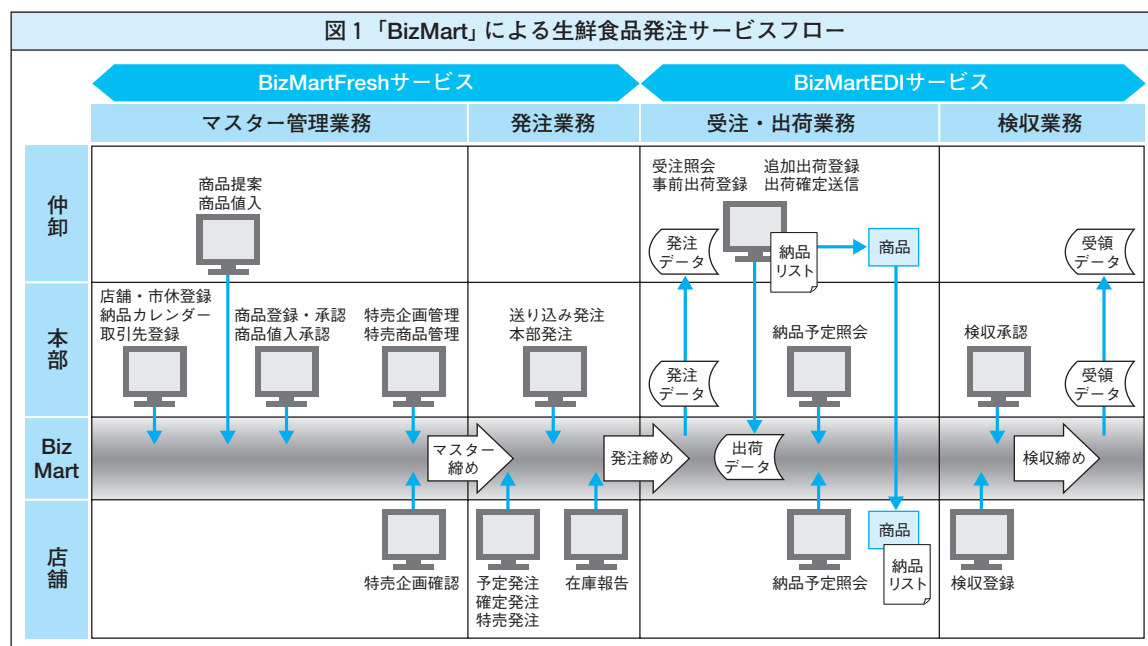 図1 「BizMart」による生鮮食品発注サービスフロー
BizMartFreshサービス
BizMartEDIサービス
マスター管理業務
発注業務
受注・出荷業務
検収業務
仲卸
商品提案
商品値入
受注照会
事前出荷登録
追加出荷登録
出荷確定送信
発注
データ
納品
リスト
商品
受領
データ
本部
店舗・市休登録
納品カレンダー
取引先登録
商品登録・承認
商品値入承認
特売企画管理
特売商品管理
送り込み発注
本部発注
発注
データ
納品予定照会
検収承認
受領
データ
Biz
Mart
マスター
締め
発注締め
出荷
データ
検収締め
店舗
特売企画確認
予定発注
確定発注
特売発注
在庫報告
納品予定照会
商品
納品
リスト
検収登録